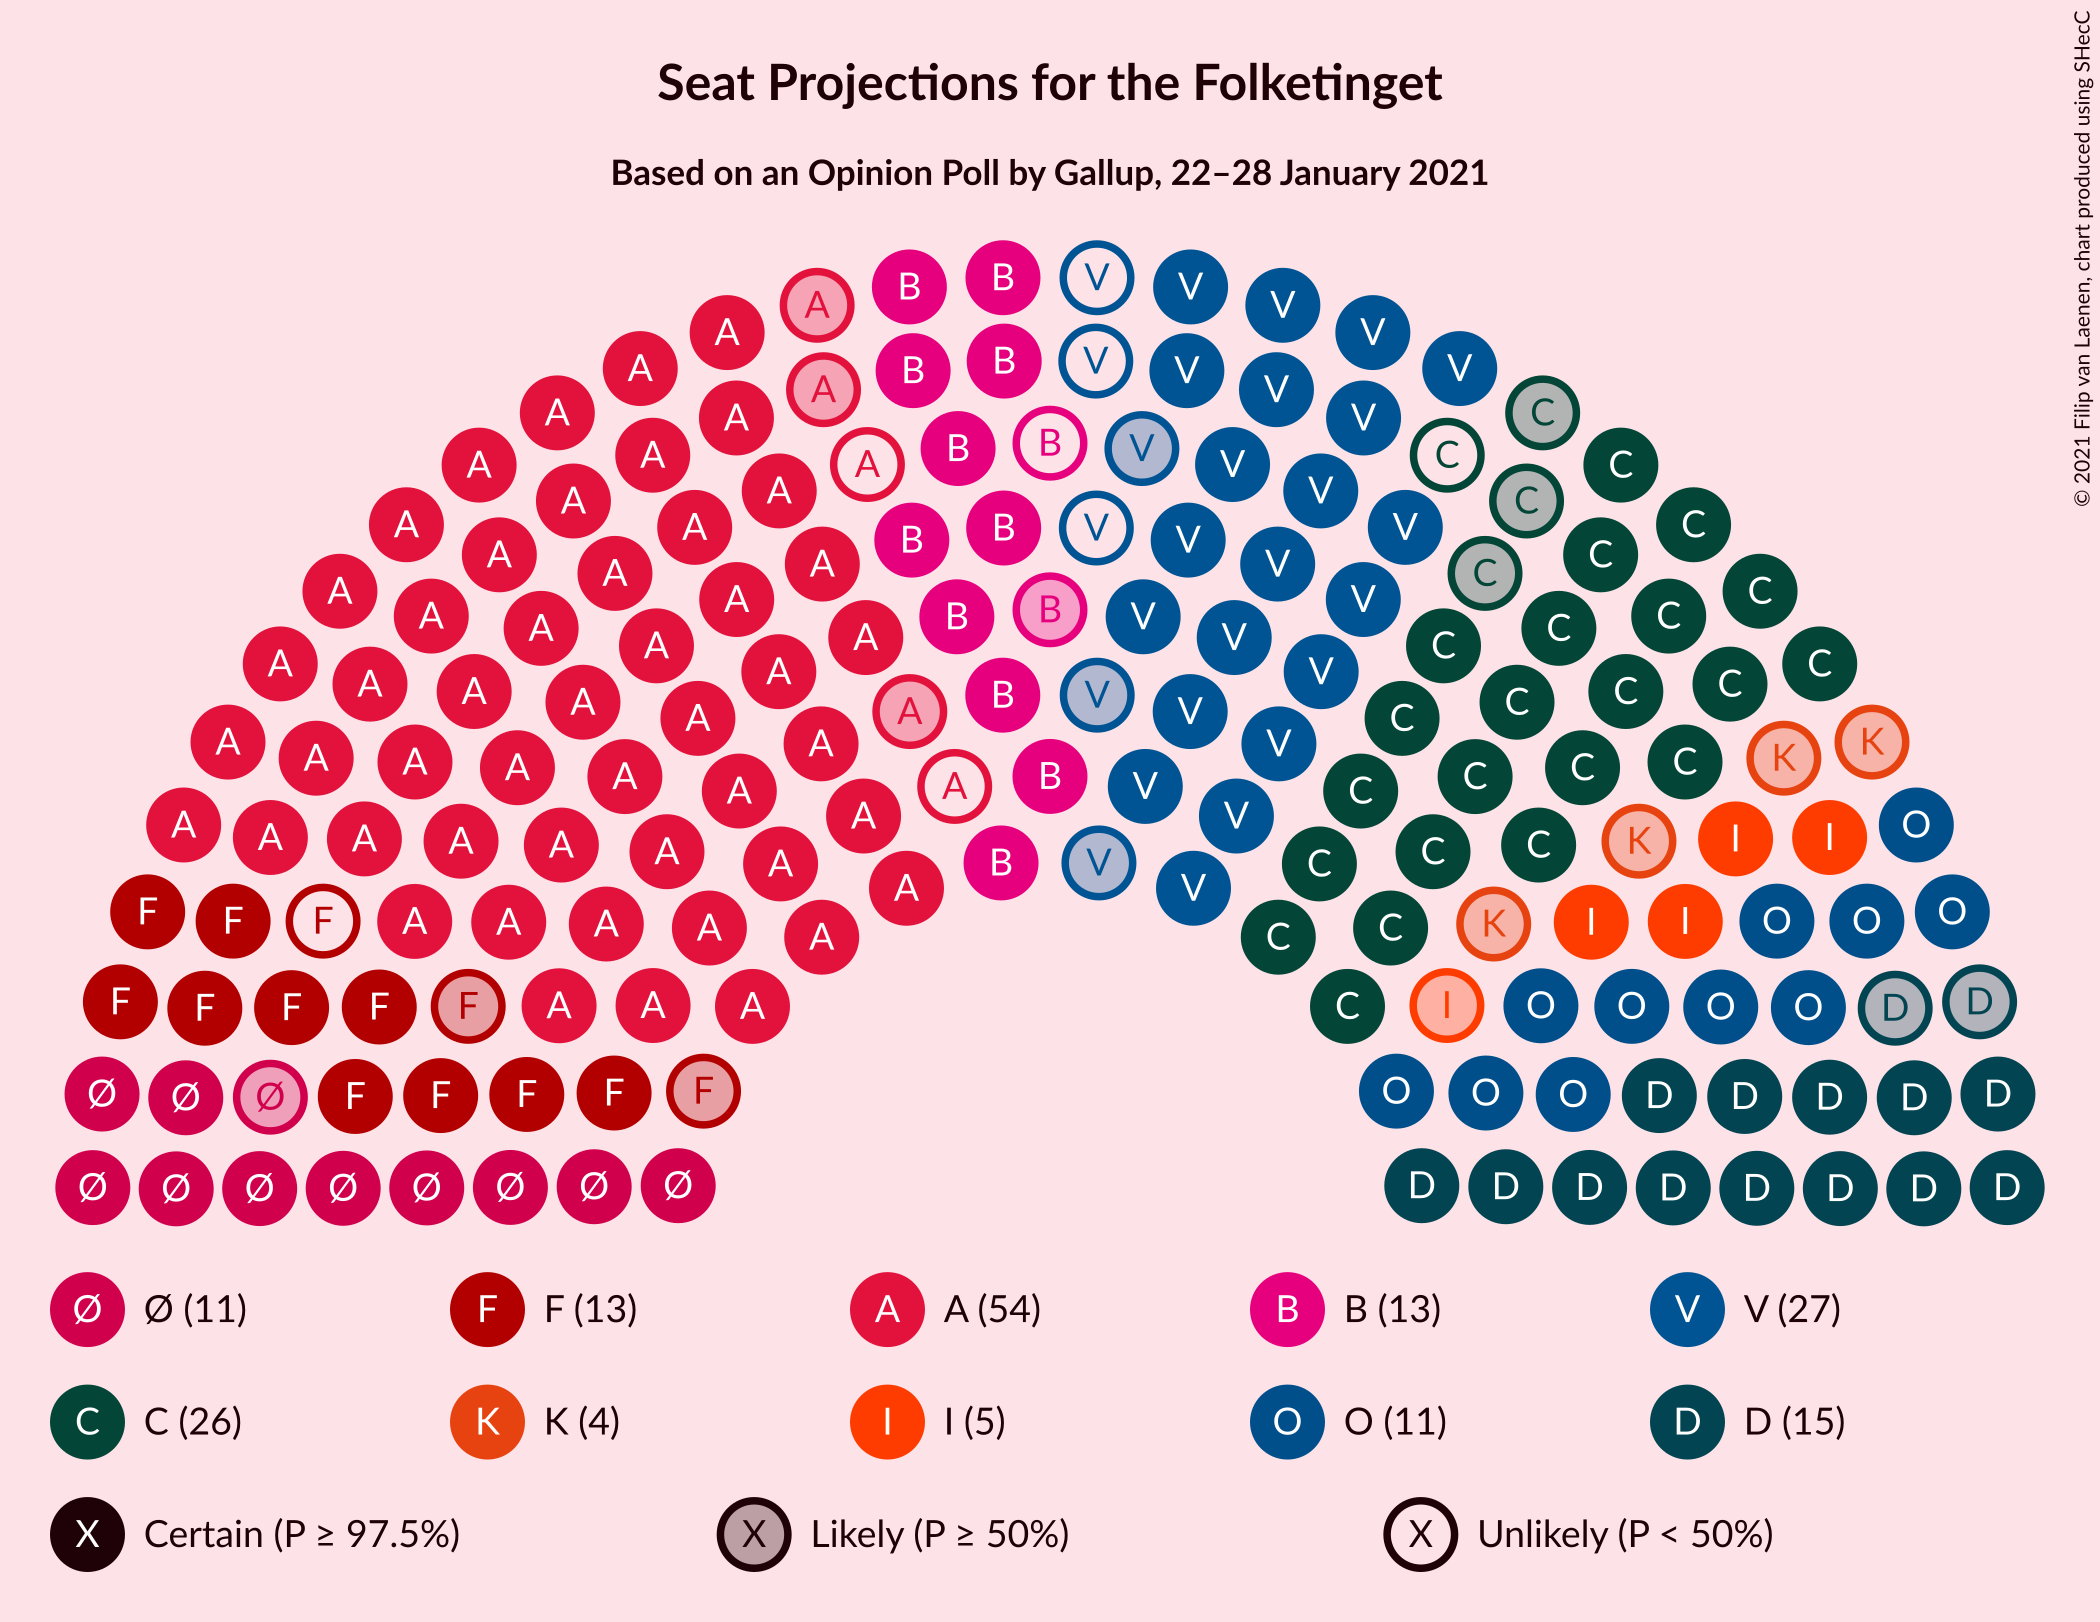 © 2021 Filip van Laenen, chart produced using SHecC
Seat Projections for the Folketinget
Based on an Opinion Poll by Gallup, 22–28 January 2021
A B B V V V
A A B B V V V V
A A A V V C
A A A B B V V C C
A A A A B V V V C C
A A A B V V C C
A A A A A A B B V V V C C C C
A A A A A A A B V V V C C C C C
A A A A A A A A B V V C C C C K K
A A A A A A A A B V V C C C K I I O
F F F A A A A A A V C C K I I O O O
F F F F F A A A C I O O O O D D
Ø Ø Ø F F F F F O O O D D D D D
Ø Ø Ø Ø Ø Ø Ø Ø D D D D D D D D
Ø Ø (11) F F (13) A A (54) B B (13) V V (27)
C C (26) K K (4) I I (5) O O (11) D D (15)
X Certain (P ≥ 97.5%) X Likely (P ≥ 50%) X Unlikely (P < 50%)